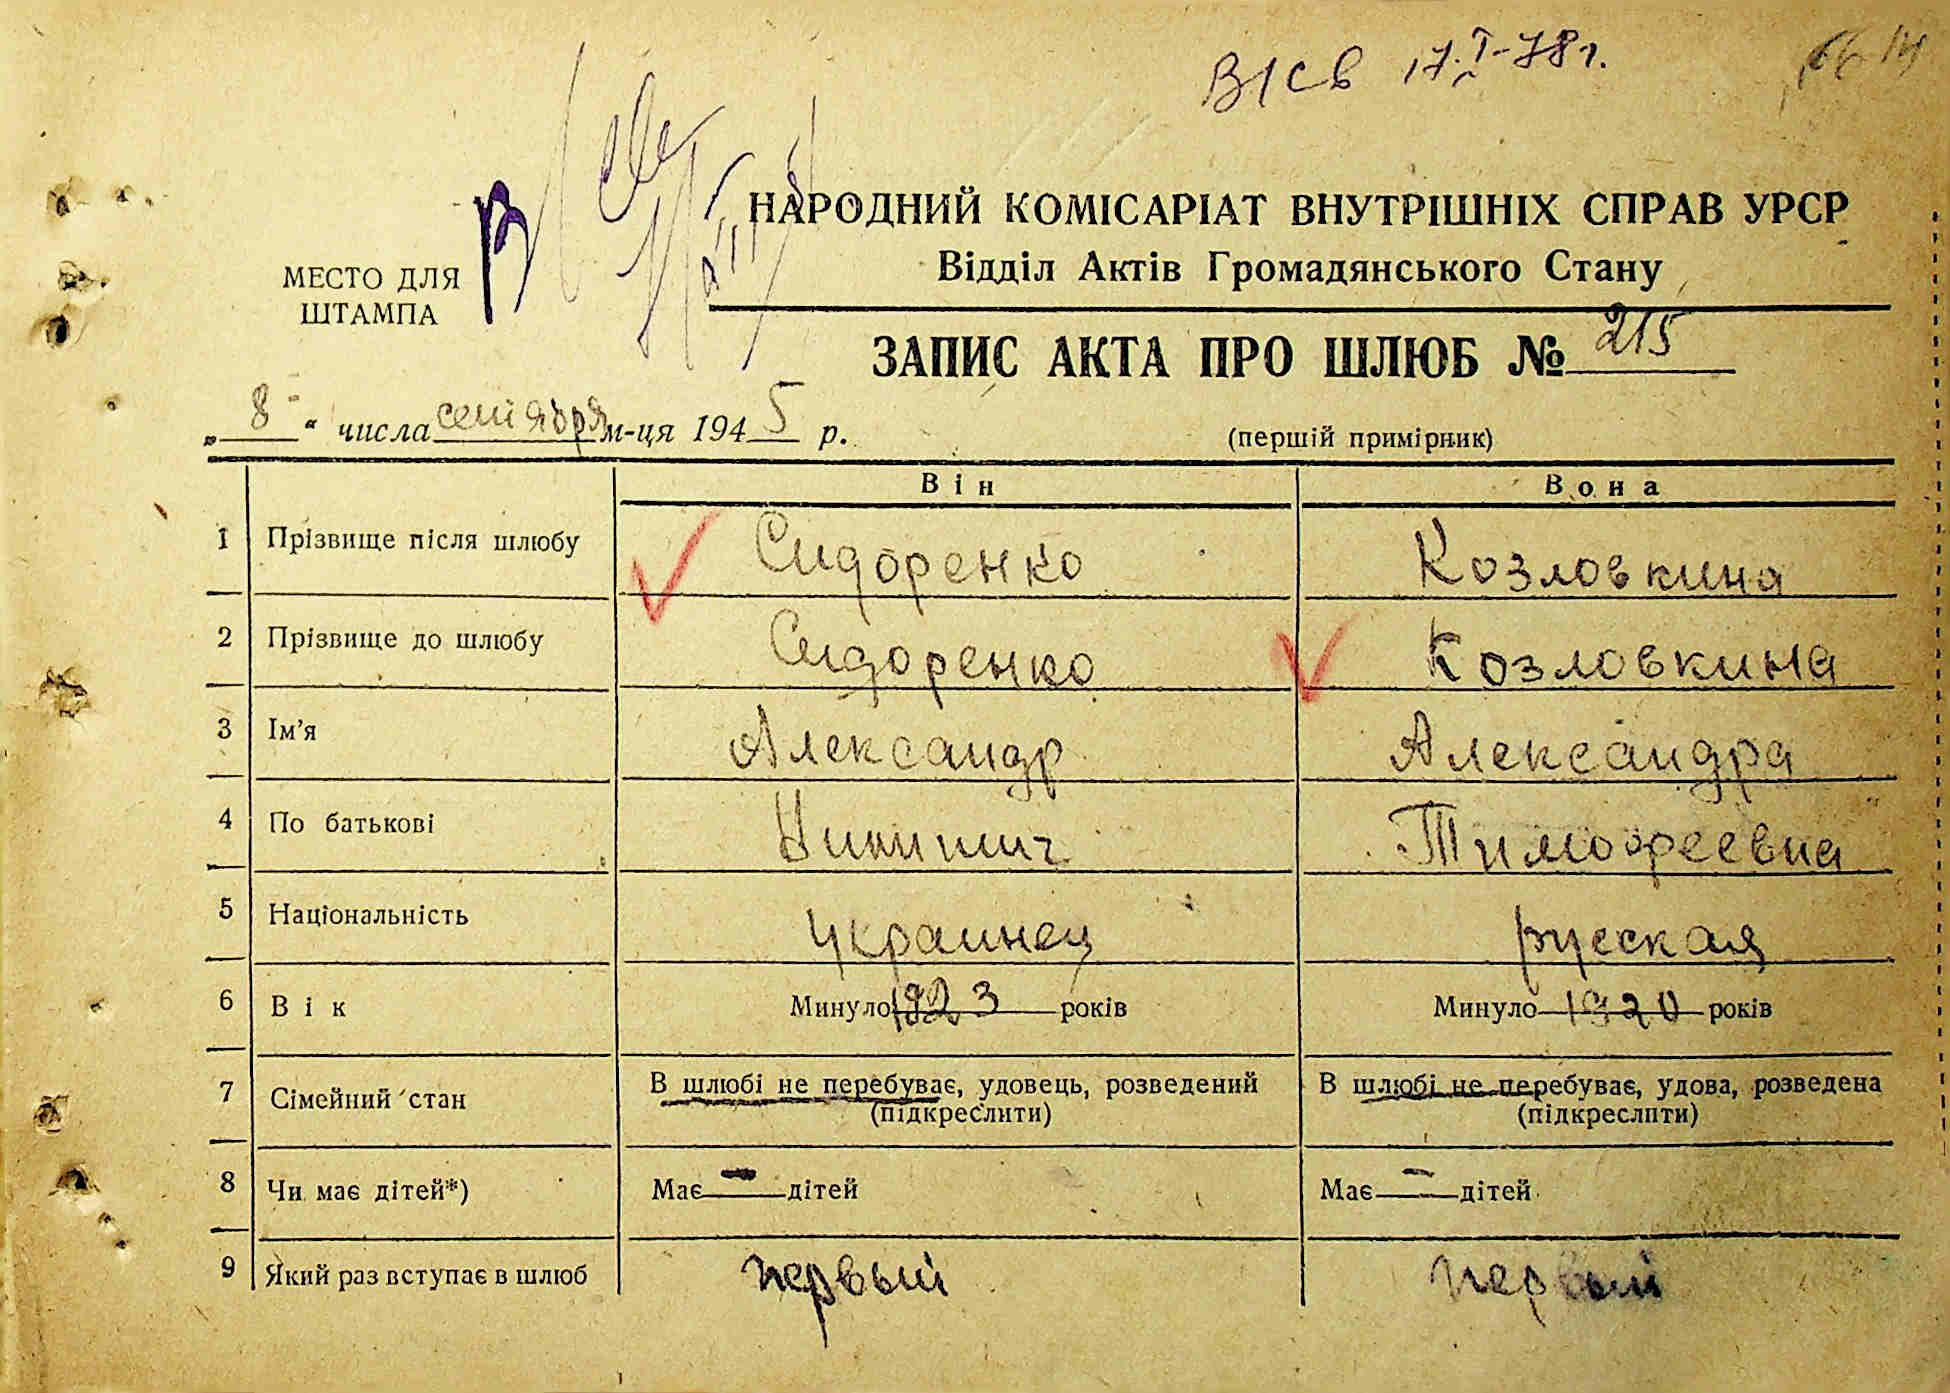 В/св 17.I-78г.
НАРОДНИЙ КОМІСАРІАТ ВНУТРІШНІХ СПРАВ УРСР
Відділ Актів Громадянського Стану
МЕСТО ДЛЯ
ШТАМПА
ЗАПИС АКТА ПРО ШЛЮБ № 215
„ 8 “ числа сентября м-ця 1945 р.
(першій примірник)
Він Вона
1 Прізвище після шлюбу Сидоренко Козловкина
2 Прізвище до шлюбу Сидоренко Козловкина
3 Ім'я Александр Александра
4 По батькові Никитич Тимофреевна
5 Національність украинец русская
6 Вік Минуло 1923 років Минуло 1920 років
7 Сімейний стан В шлюбі не перебуває, удовець, розведений (підкреслити) В шлюбі не перебуває, удова, розведена (підкреслити)
8 Чи має дітей*) Має — дітей Має — дітей
9 Який раз вступає в шлюб первый первый